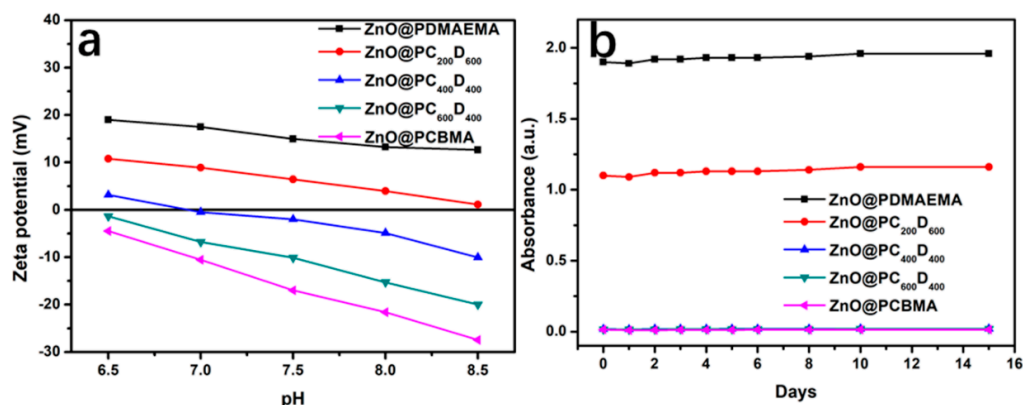 a
ZnO@PDMAEMA
ZnO@PC200D600
ZnO@PC400D400
ZnO@PC600D400
ZnO@PCBMA
40
30
20
10
0
-10
-20
-30
Zeta potential (mV)
6.5 7.0 7.5 8.0 8.5
pH
b
2.0
1.5
1.0
0.5
0.0
Absorbance (a.u.)
ZnO@PDMAEMA
ZnO@PC200D600
ZnO@PC400D400
ZnO@PC600D400
ZnO@PCBMA
0 2 4 6 8 10 12 14 16
Days